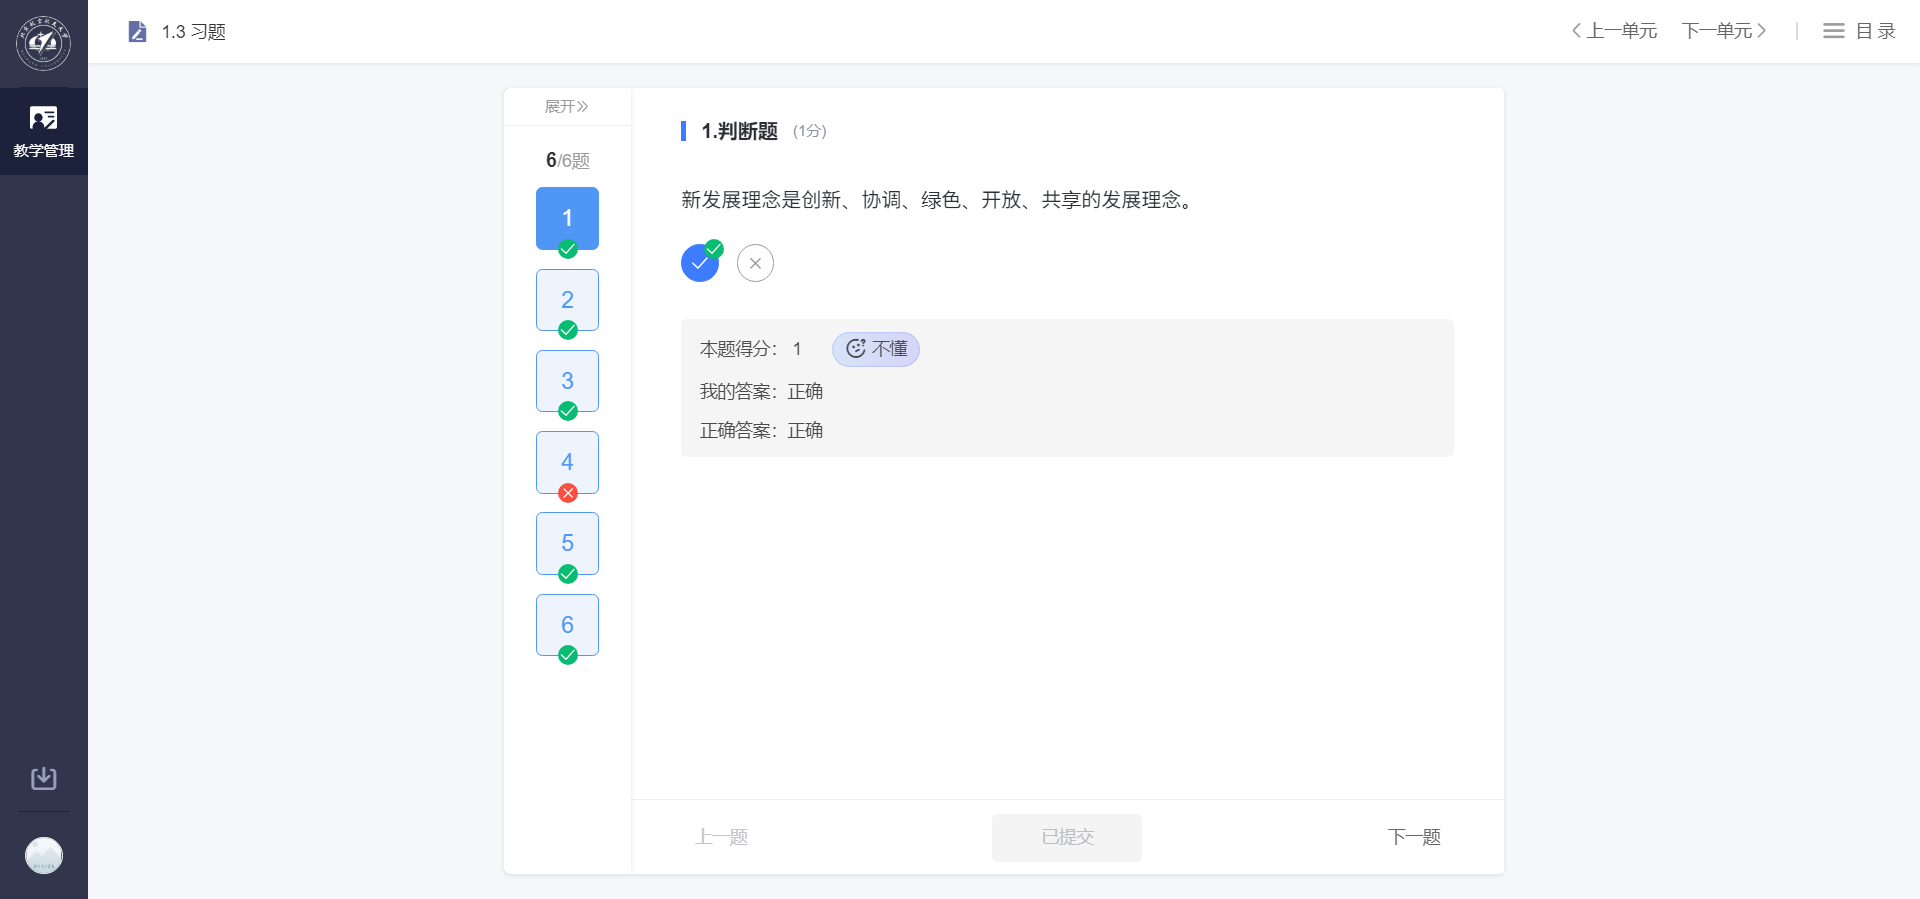 1.3 习题
上一单元 下一单元 目录
教学管理
展开
6/6题
1
2
3
4
5
6
1.判断题 (1分)
新发展理念是创新、协调、绿色、开放、共享的发展理念。
本题得分： 1 不懂
我的答案：正确
正确答案：正确
上一题 已提交 下一题